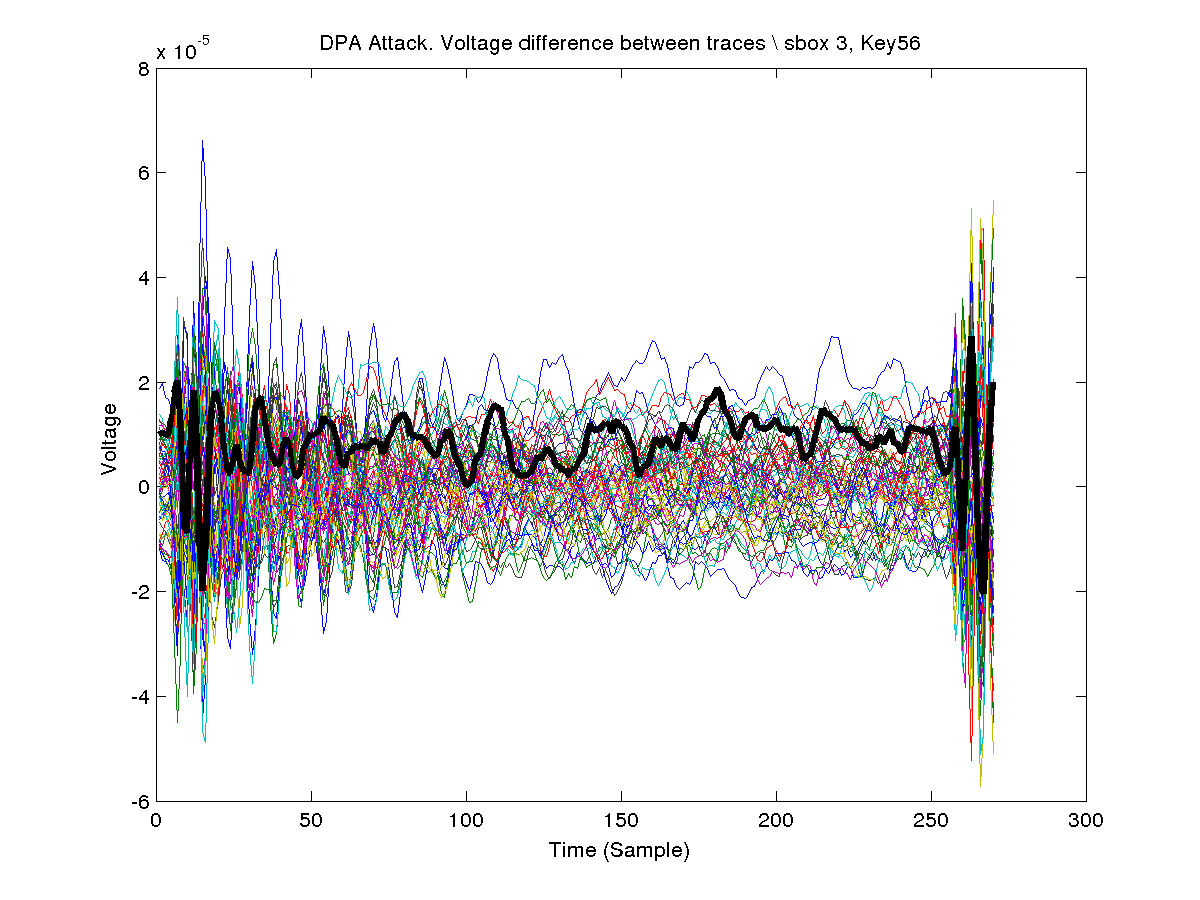 DPA Attack. Voltage difference between traces \ sbox 3, Key56
x 10^-5
8
6
4
2
0
-2
-4
-6
Voltage
0 50 100 150 200 250 300
Time (Sample)